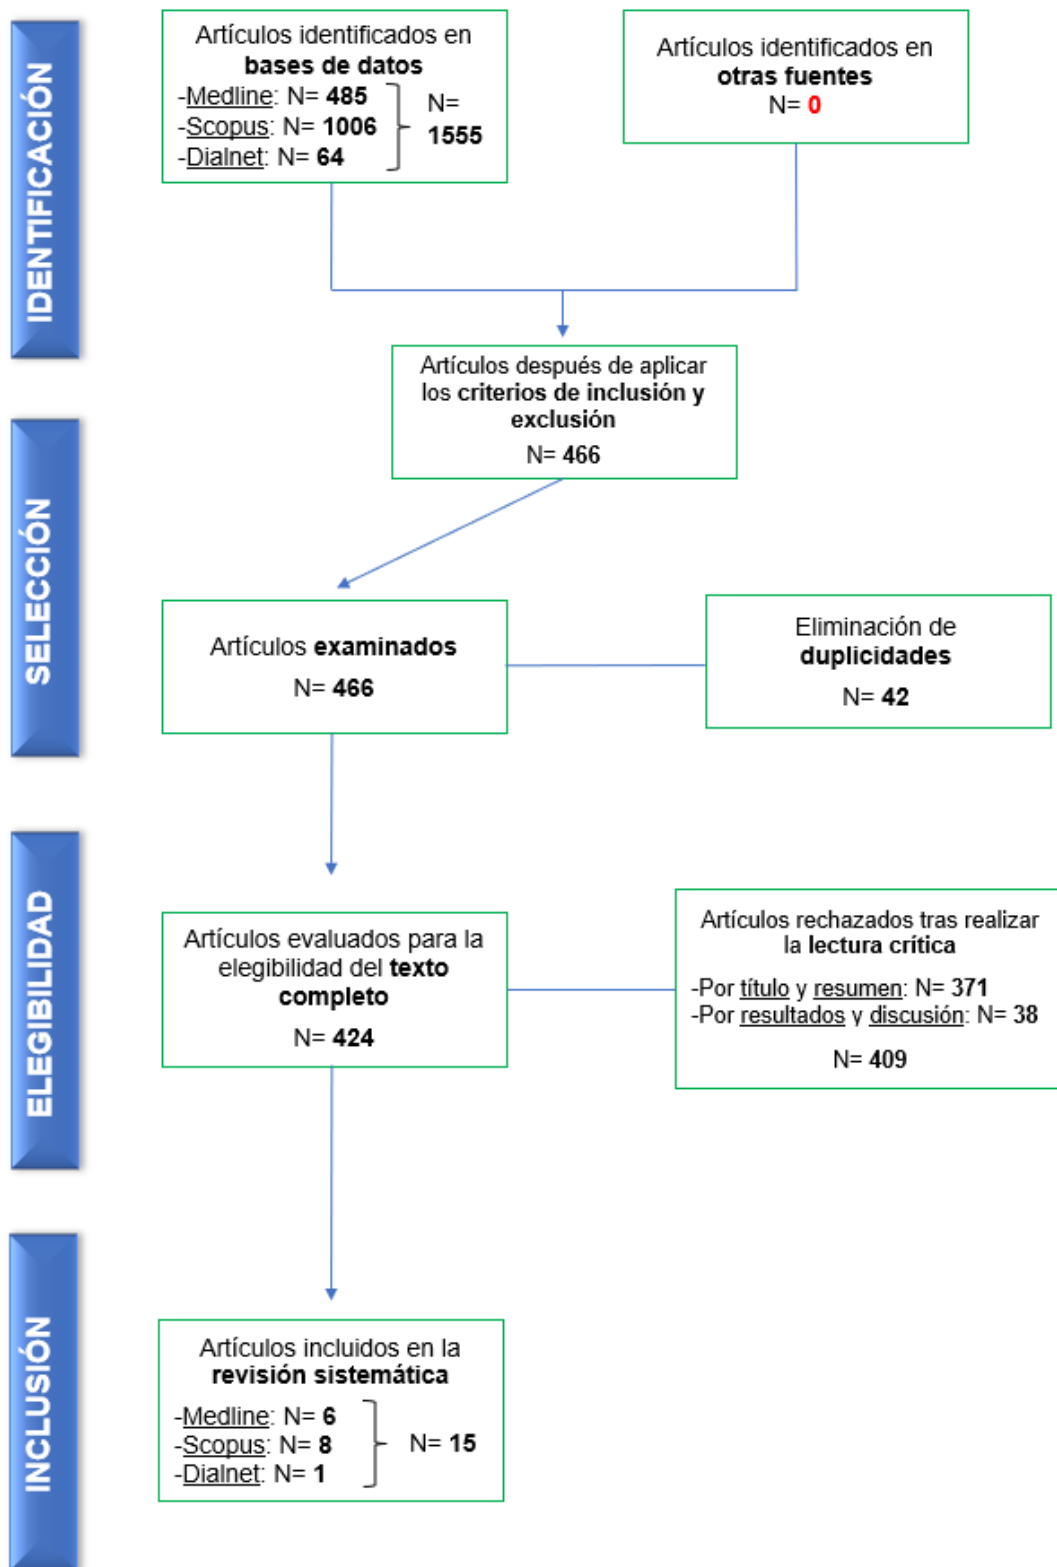 IDENTIFICACIÓN
Artículos identificados en
bases de datos
-Medline: N= 485
-Scopus: N= 1006
-Dialnet: N= 64
N=
1555
Artículos identificados en
otras fuentes
N= 0
Artículos después de aplicar
los criterios de inclusión y
exclusión
N= 466
SELECCIÓN
Artículos examinados
N= 466
Eliminación de
duplicidades
N= 42
ELEGIBILIDAD
Artículos evaluados para la
elegibilidad del texto
completo
N= 424
Artículos rechazados tras realizar
la lectura crítica
-Por título y resumen: N= 371
-Por resultados y discusión: N= 38
N= 409
INCLUSIÓN
Artículos incluidos en la
revisión sistemática
-Medline: N= 6
-Scopus: N= 8
-Dialnet: N= 1
N= 15